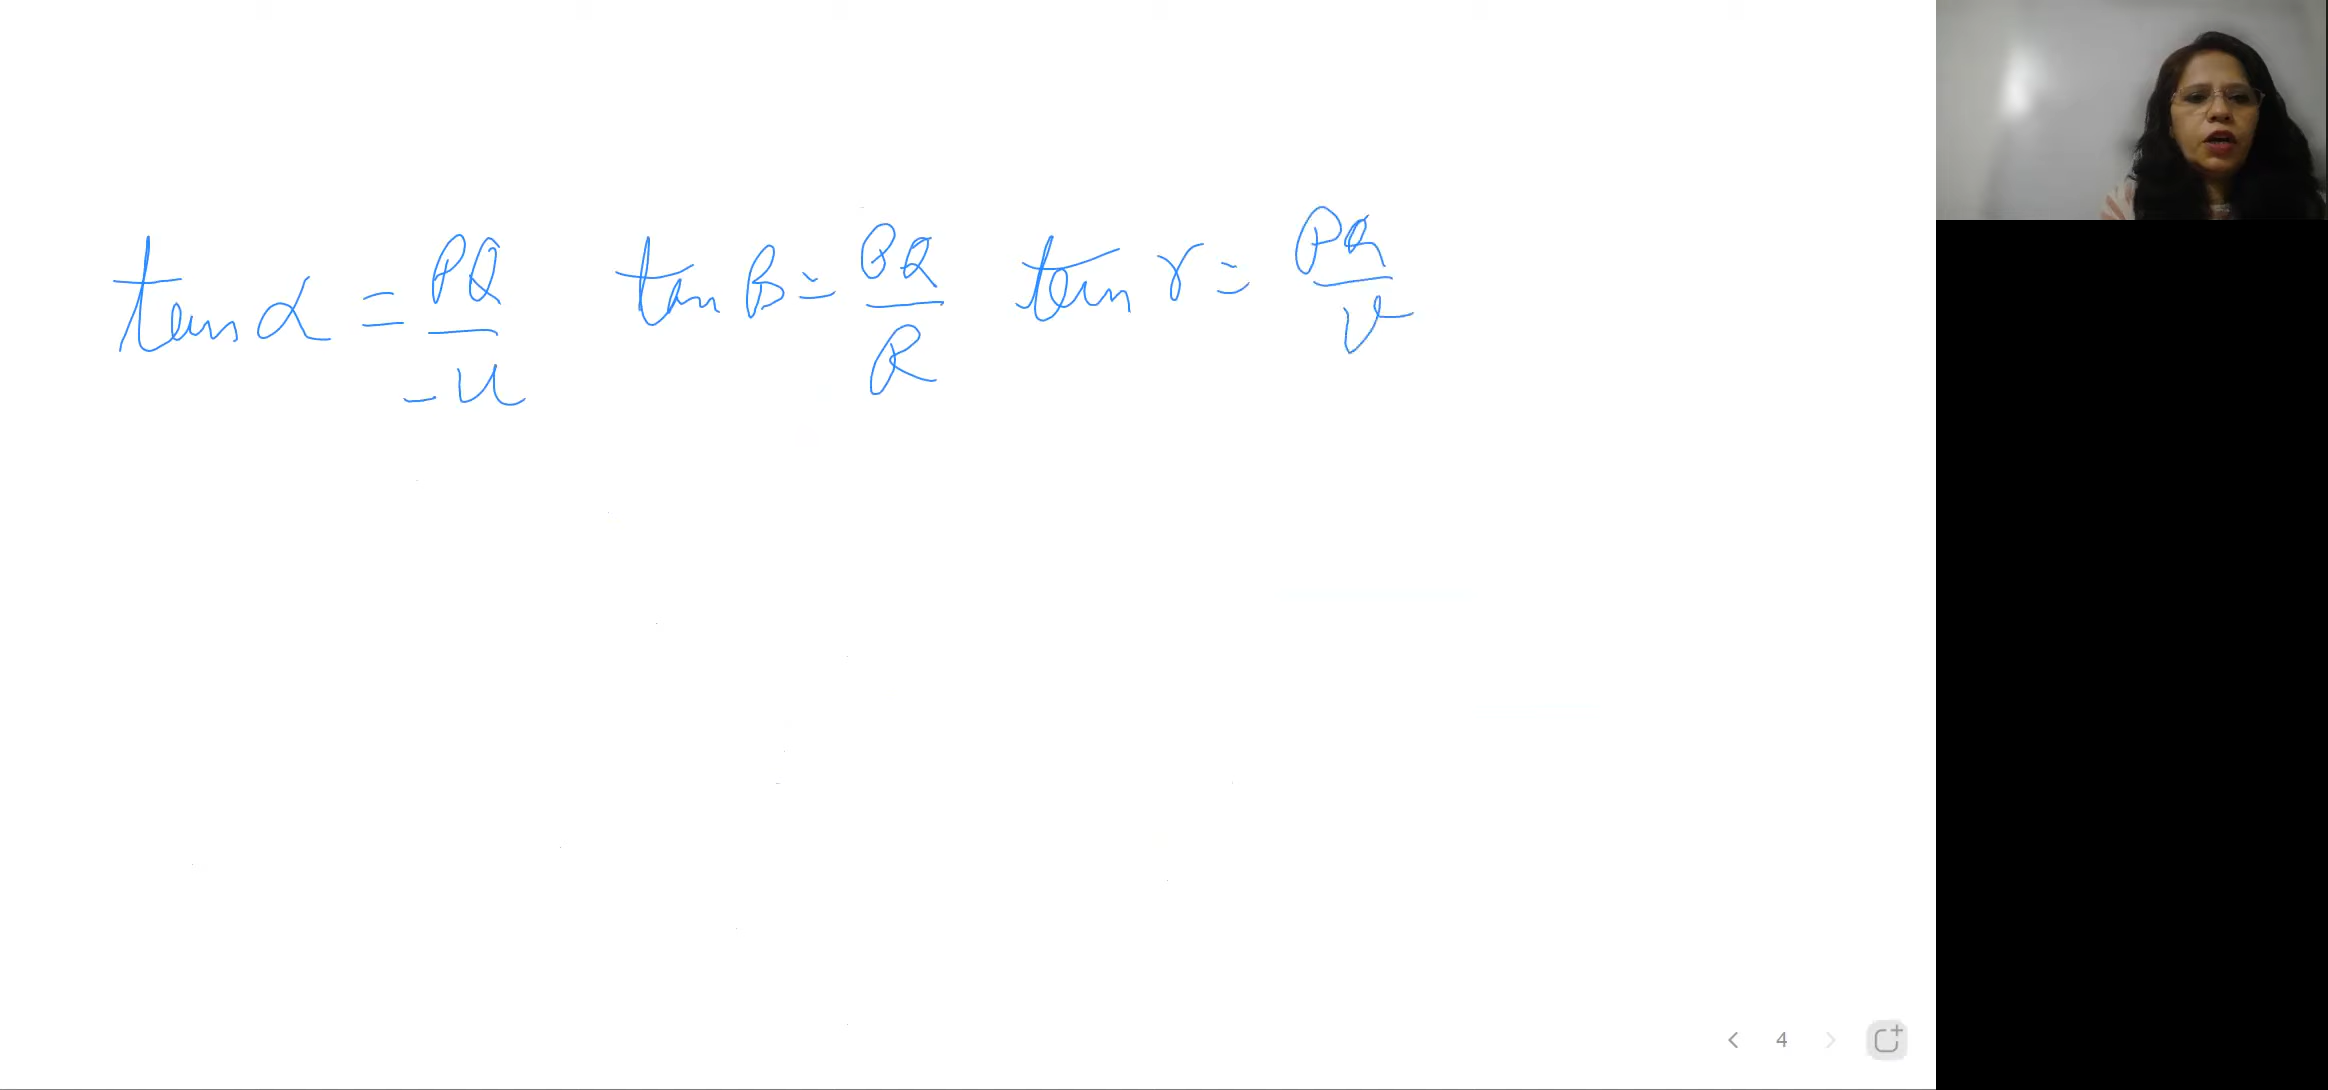 tan α = PQ/-u tan β = PQ/R tan γ = PQ/v
4